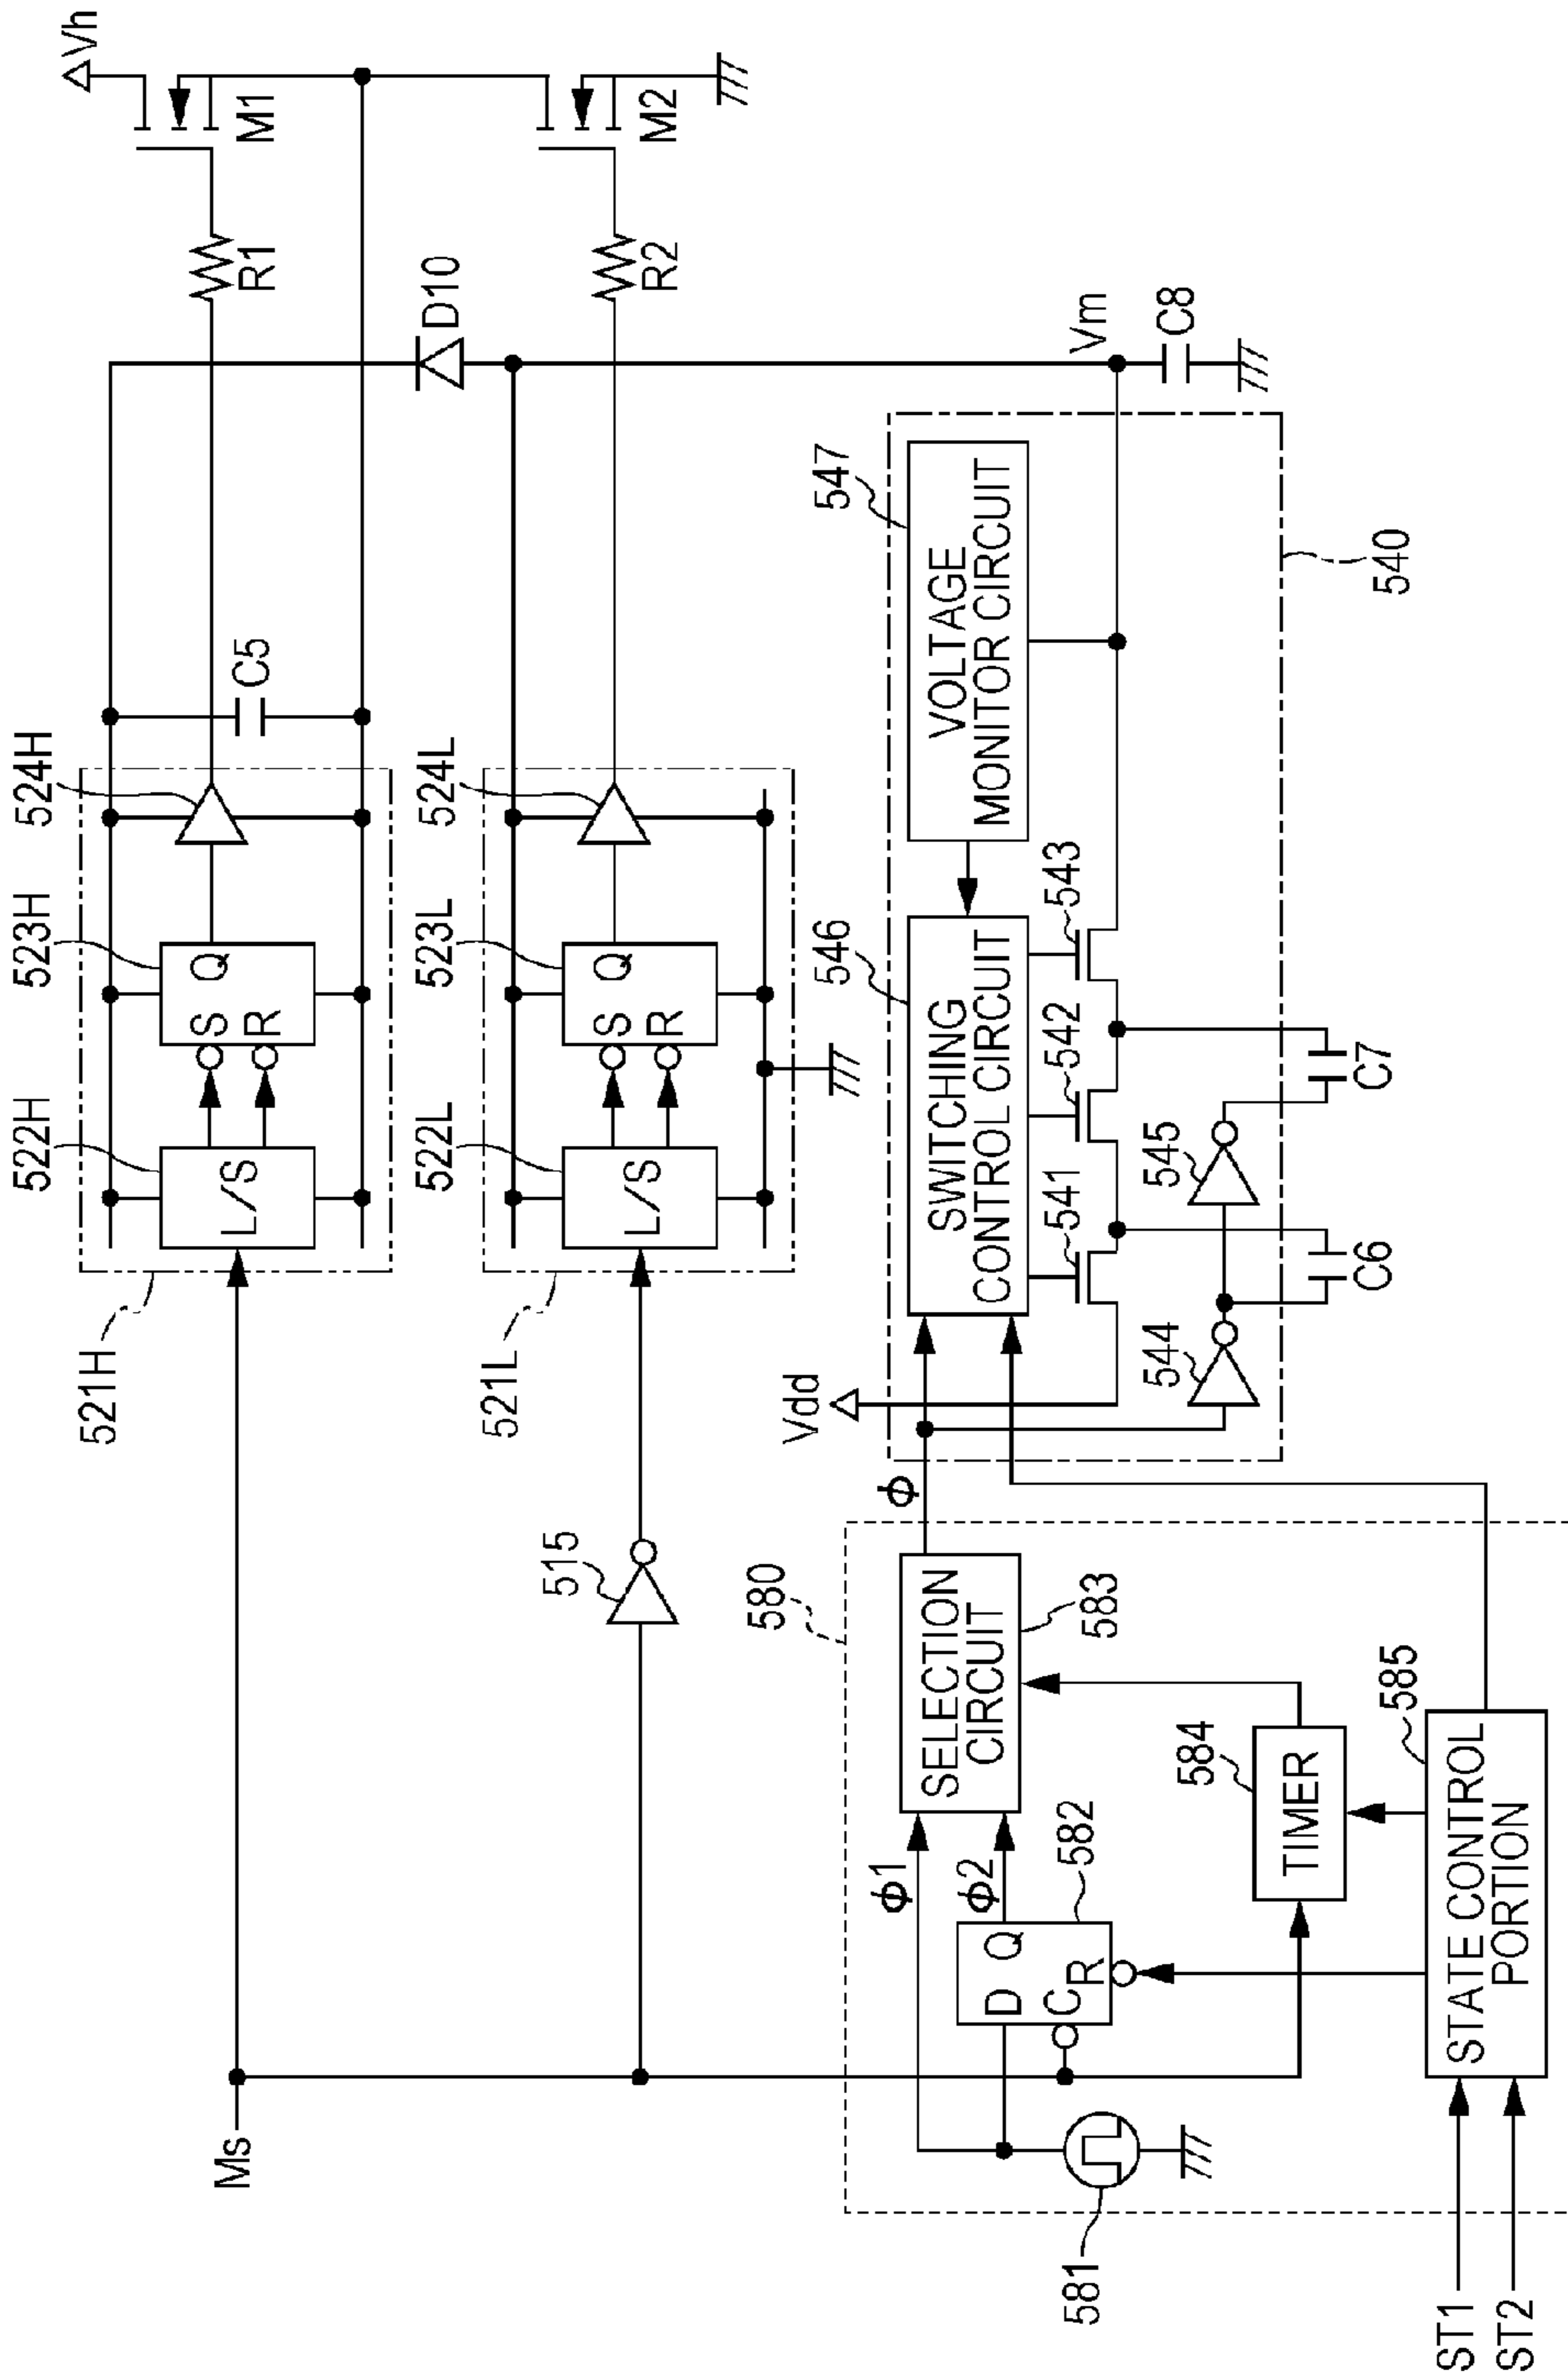 Vh
M1
R1
524H
523H
522H
C5
Q
S
R
L/S
521H
D10
M2
R2
524L
523L
522L
Q
S
R
L/S
521L
515
Ms
Vm
C8
547
VOLTAGE
MONITOR CIRCUIT
540
546
SWITCHING
CONTROL CIRCUIT
543
542
541
545
544
C7
C6
Vdd
ϕ
580
SELECTION
CIRCUIT
583
ϕ1
ϕ2
582
D Q
C
R
584
TIMER
585
STATE CONTROL
PORTION
581
ST1
ST2